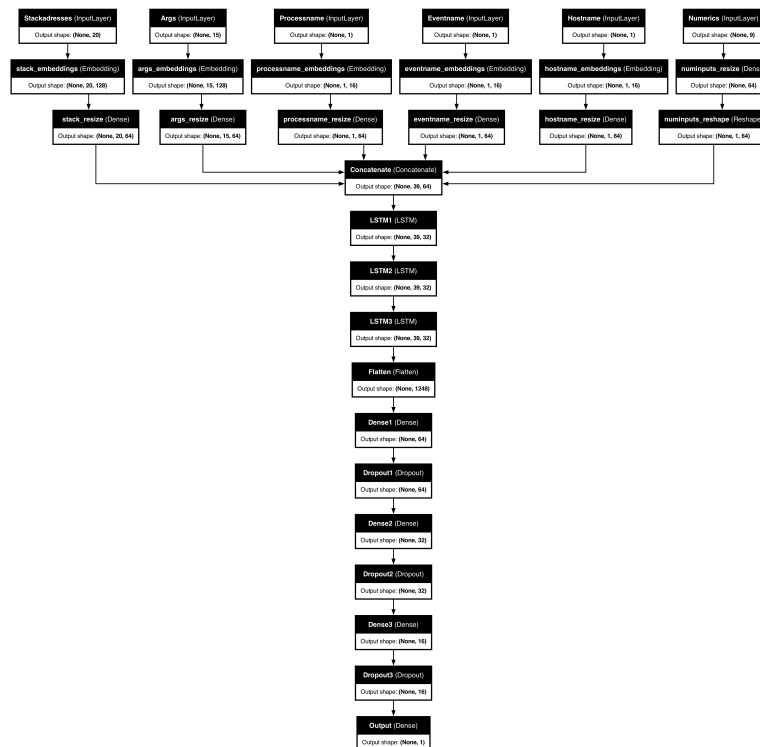 Stackadresses (InputLayer)
Output shape: (None, 20)
Args (InputLayer)
Output shape: (None, 15)
Processname (InputLayer)
Output shape: (None, 1)
Eventname (InputLayer)
Output shape: (None, 1)
Hostname (InputLayer)
Output shape: (None, 1)
Numerics (InputLayer)
Output shape: (None, 9)
stack_embeddings (Embedding)
Output shape: (None, 20, 128)
args_embeddings (Embedding)
Output shape: (None, 15, 128)
processname_embeddings (Embedding)
Output shape: (None, 1, 16)
eventname_embeddings (Embedding)
Output shape: (None, 1, 16)
hostname_embeddings (Embedding)
Output shape: (None, 1, 16)
numinputs_resize (Dens
Output shape: (None, 64)
stack_resize (Dense)
Output shape: (None, 20, 64)
args_resize (Dense)
Output shape: (None, 15, 64)
processname_resize (Dense)
Output shape: (None, 1, 64)
eventname_resize (Dense)
Output shape: (None, 1, 64)
hostname_resize (Dense)
Output shape: (None, 1, 64)
numinputs_reshape (Reshape
Output shape: (None, 1, 64)
Concatenate (Concatenate)
Output shape: (None, 39, 64)
LSTM1 (LSTM)
Output shape: (None, 39, 32)
LSTM2 (LSTM)
Output shape: (None, 39, 32)
LSTM3 (LSTM)
Output shape: (None, 39, 32)
Flatten (Flatten)
Output shape: (None, 1248)
Dense1 (Dense)
Output shape: (None, 64)
Dropout1 (Dropout)
Output shape: (None, 64)
Dense2 (Dense)
Output shape: (None, 32)
Dropout2 (Dropout)
Output shape: (None, 32)
Dense3 (Dense)
Output shape: (None, 16)
Dropout3 (Dropout)
Output shape: (None, 16)
Output (Dense)
Output shape: (None, 1)